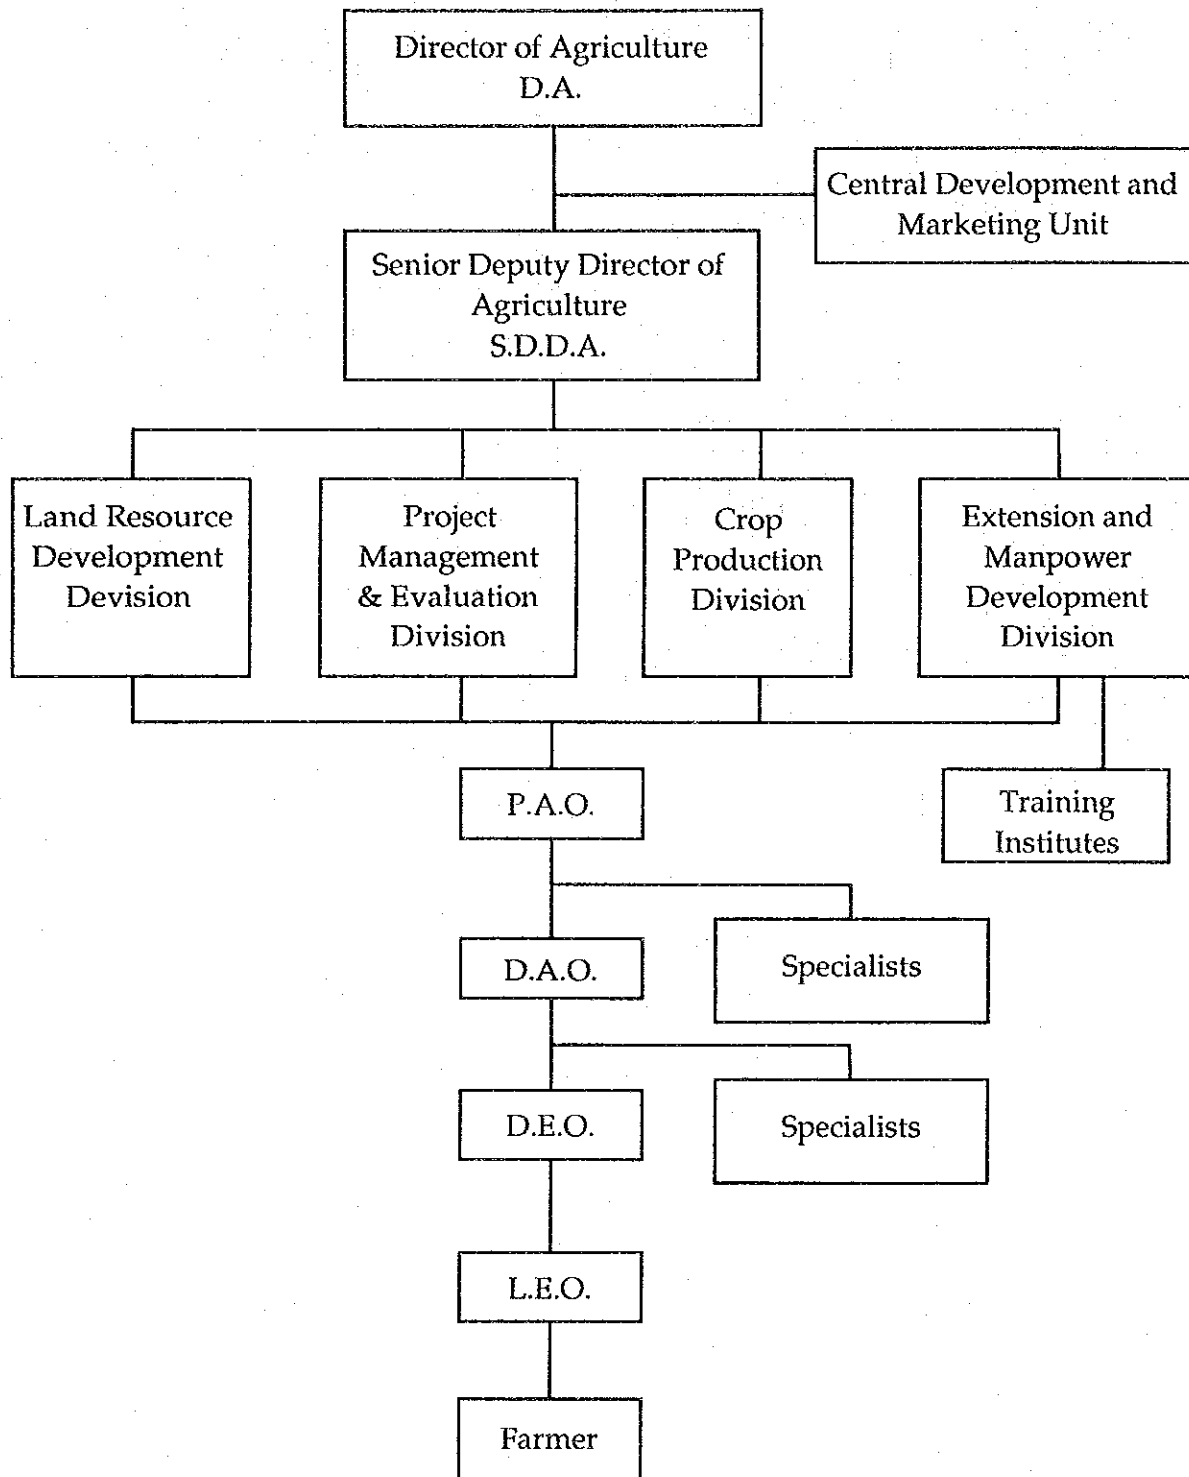 Director of Agriculture
D.A.
Central Development and
Marketing Unit
Senior Deputy Director of
Agriculture
S.D.D.A.
Land Resource
Development
Devision
Project
Management
& Evaluation
Division
Crop
Production
Division
Extension and
Manpower
Development
Division
P.A.O.
Training
Institutes
D.A.O.
Specialists
D.E.O.
Specialists
L.E.O.
Farmer